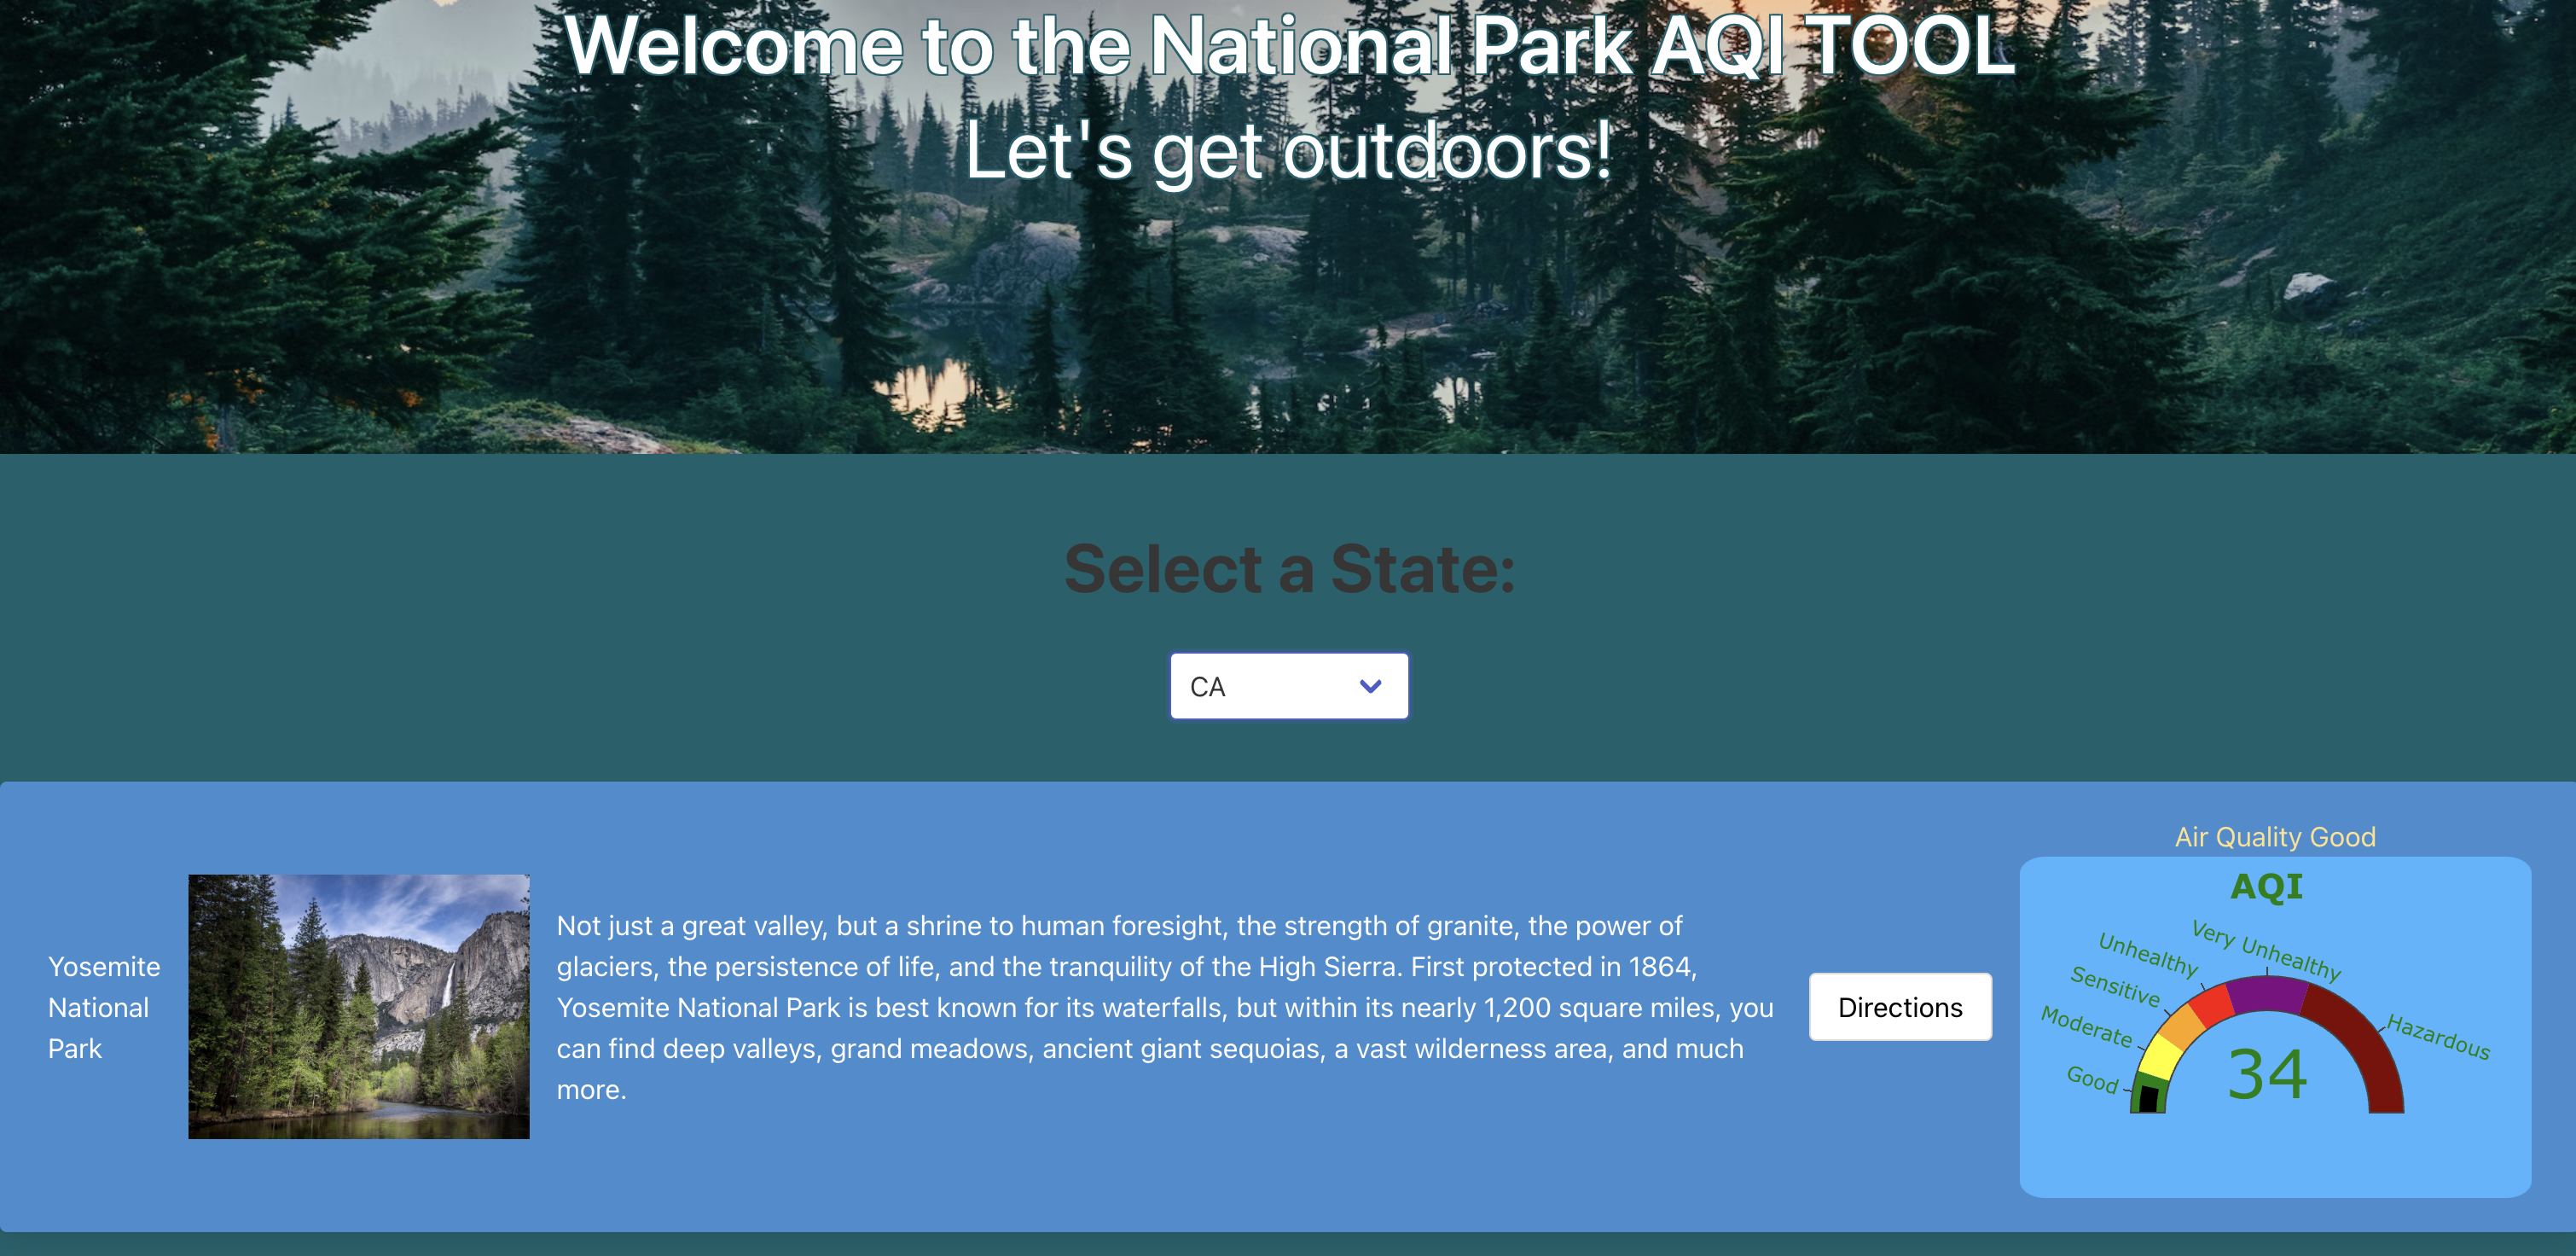 Welcome to the National Park AQI TOOL
Let's get outdoors!
Select a State:
CA
Yosemite
National
Park
Not just a great valley, but a shrine to human foresight, the strength of granite, the power of
glaciers, the persistence of life, and the tranquility of the High Sierra. First protected in 1864,
Yosemite National Park is best known for its waterfalls, but within its nearly 1,200 square miles, you
can find deep valleys, grand meadows, ancient giant sequoias, a vast wilderness area, and much
more.
Directions
Air Quality Good
AQI
Good
Moderate
Sensitive
Unhealthy
Very Unhealthy
Hazardous
34